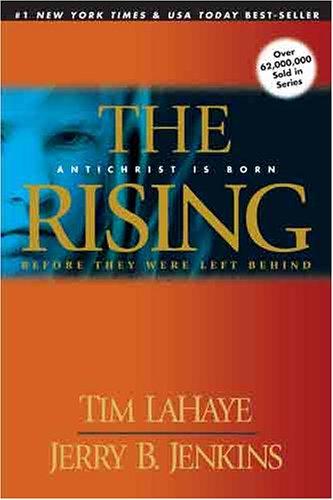 #1 NEW YORK TIMES & USA TODAY BEST-SELLER
Over
62,000,000
Sold in
Series
THE
ANTICHRIST IS BORN
RISING
BEFORE THEY WERE LEFT BEHIND
TIM LAHAYE
JERRY B. JENKINS